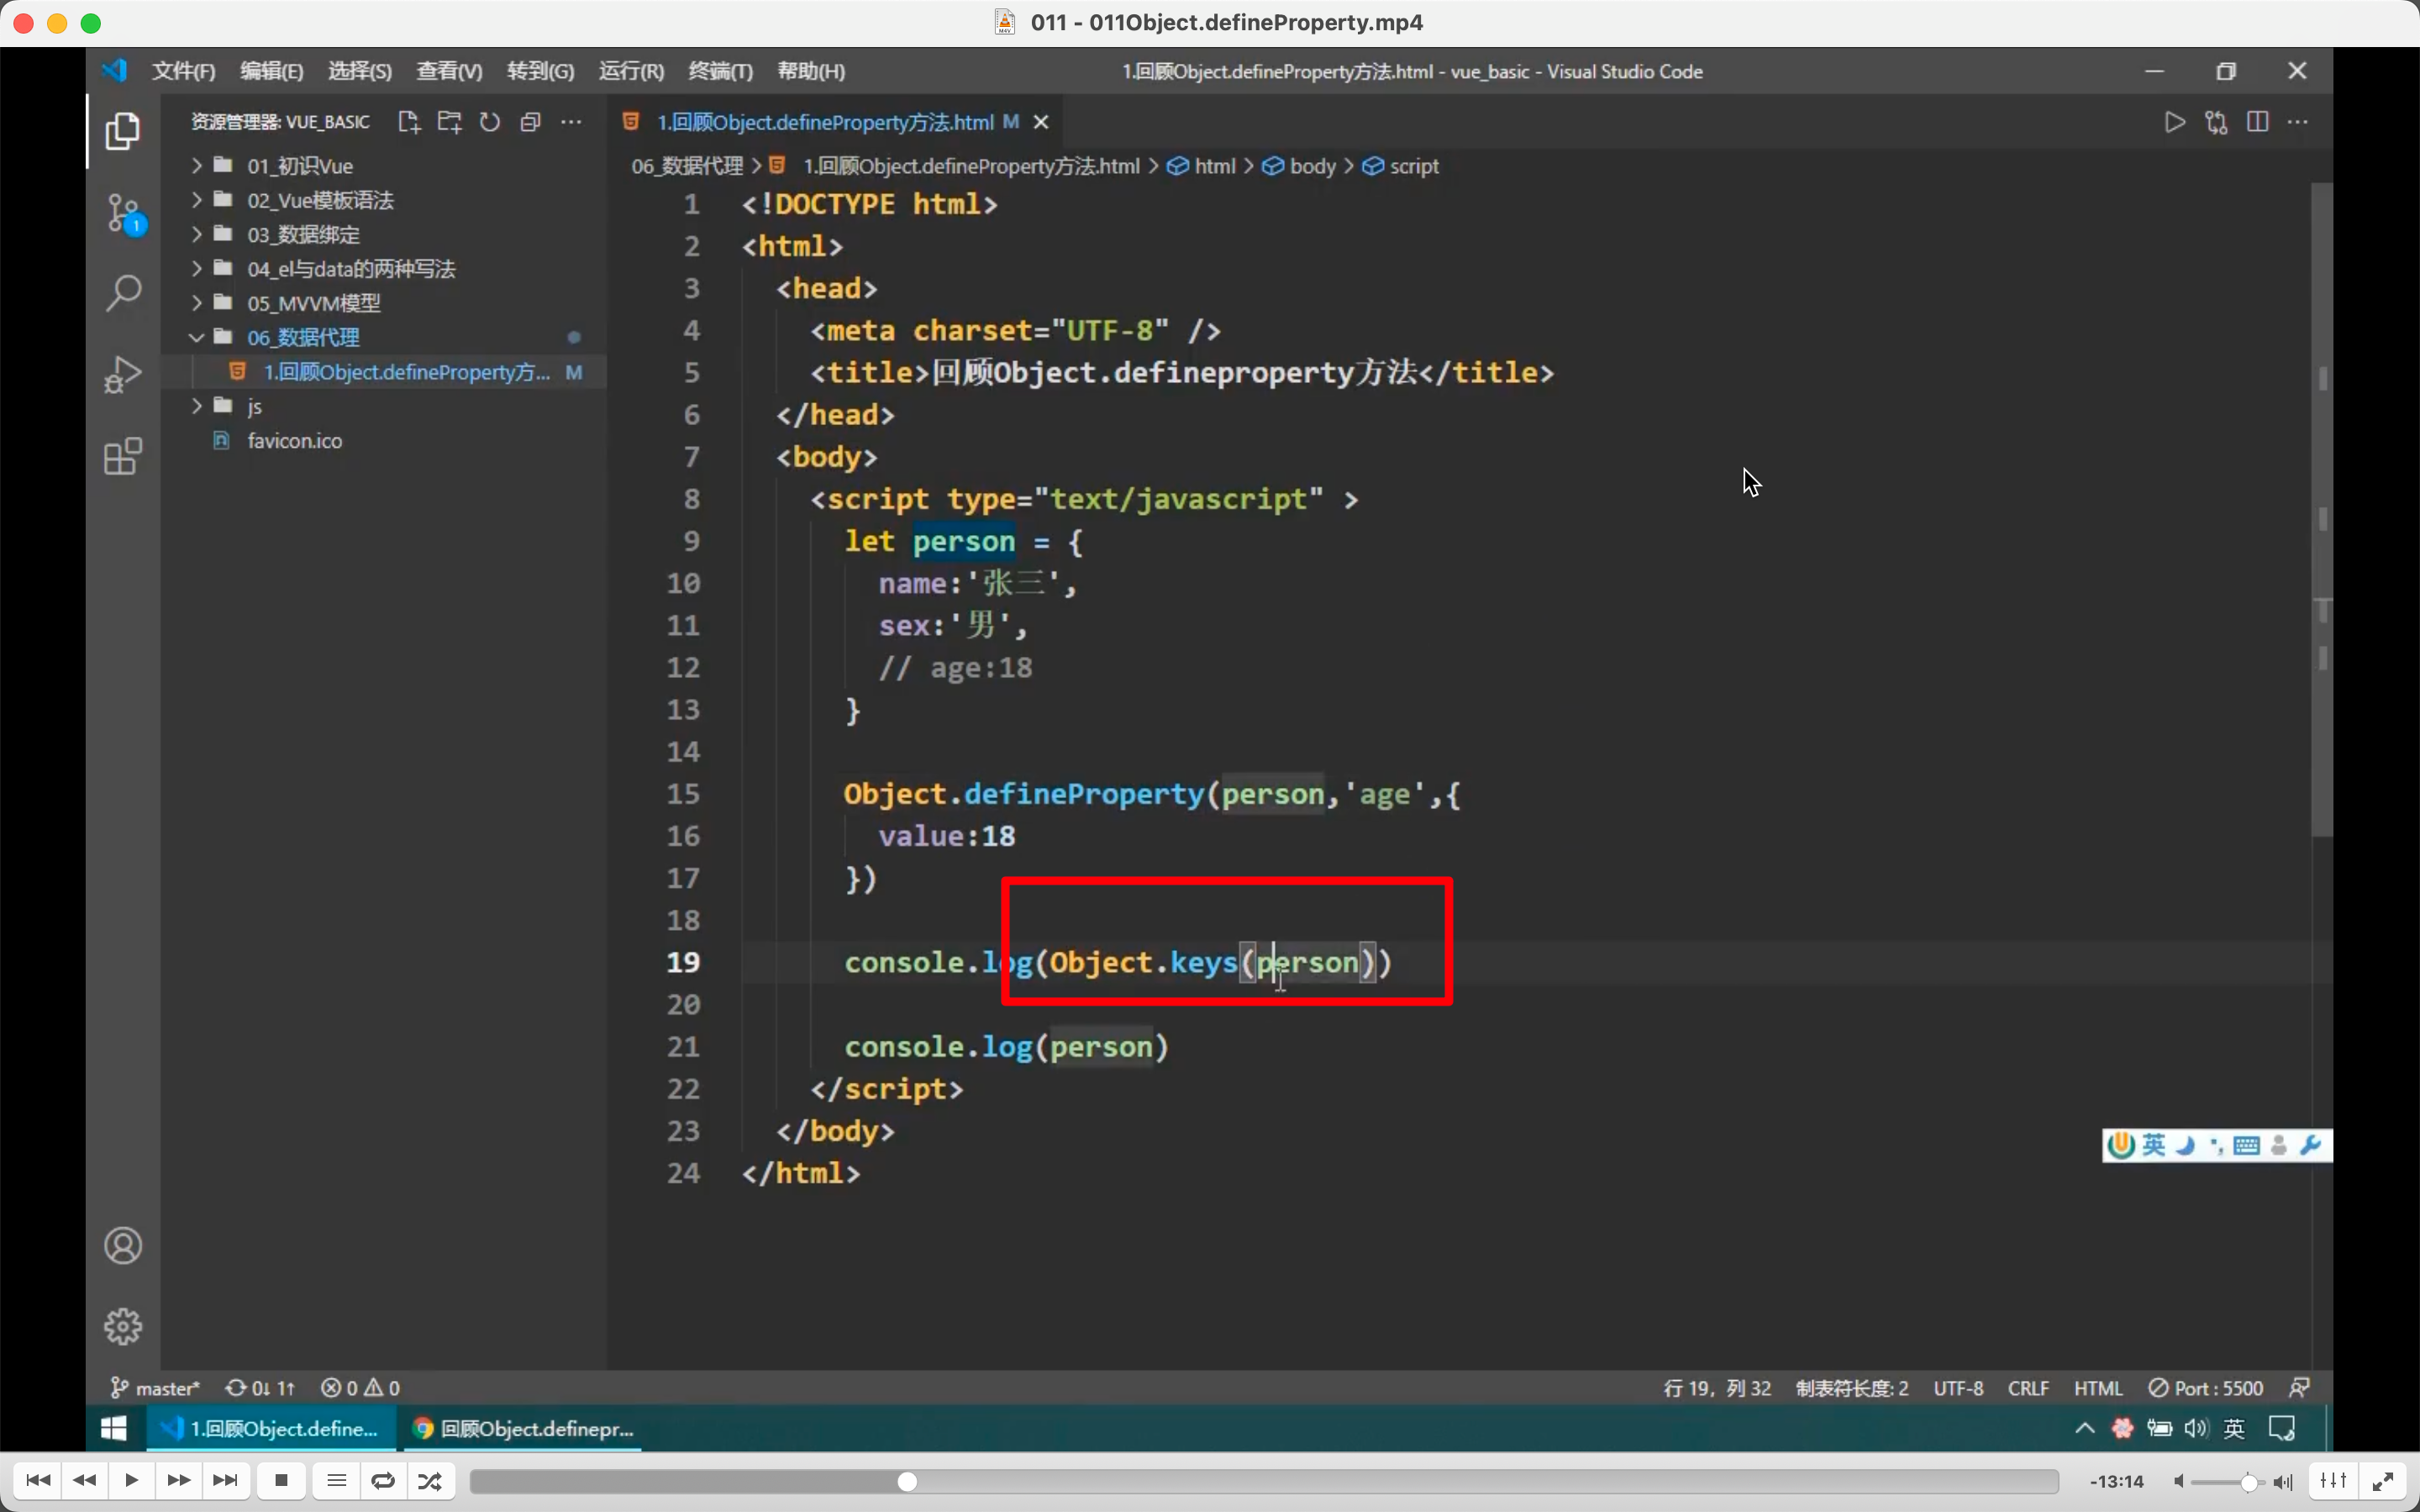 011 - 011Object.defineProperty.mp4
文件(F) 编辑(E) 选择(S) 查看(V) 转到(G) 运行(R) 终端(T) 帮助(H)
1.回顾Object.defineProperty方法.html - vue_basic - Visual Studio Code
资源管理器: VUE_BASIC
1.回顾Object.defineProperty方法.html M
01_初识Vue
02_Vue模板语法
03_数据绑定
04_el与data的两种写法
05_MVVM模型
06_数据代理
1.回顾Object.defineProperty方... M
js
favicon.ico
1
06_数据代理 > 1.回顾Object.defineProperty方法.html > html > body > script
1 <!DOCTYPE html>
2 <html>
3 <head>
4 <meta charset="UTF-8" />
5 <title>回顾Object.defineproperty方法</title>
6 </head>
7 <body>
8 <script type="text/javascript" >
9 let person = {
10 name:'张三',
11 sex:'男',
12 // age:18
13 }
14
15 Object.defineProperty(person,'age',{
16 value:18
17 })
18
19 console.log(Object.keys(person))
20
21 console.log(person)
22 </script>
23 </body>
24 </html>
英
master* 0↓ 1↑ 0 0
行 19，列 32 制表符长度: 2 UTF-8 CRLF HTML Port : 5500
1.回顾Object.define... 回顾Object.definepr... 英
-13:14